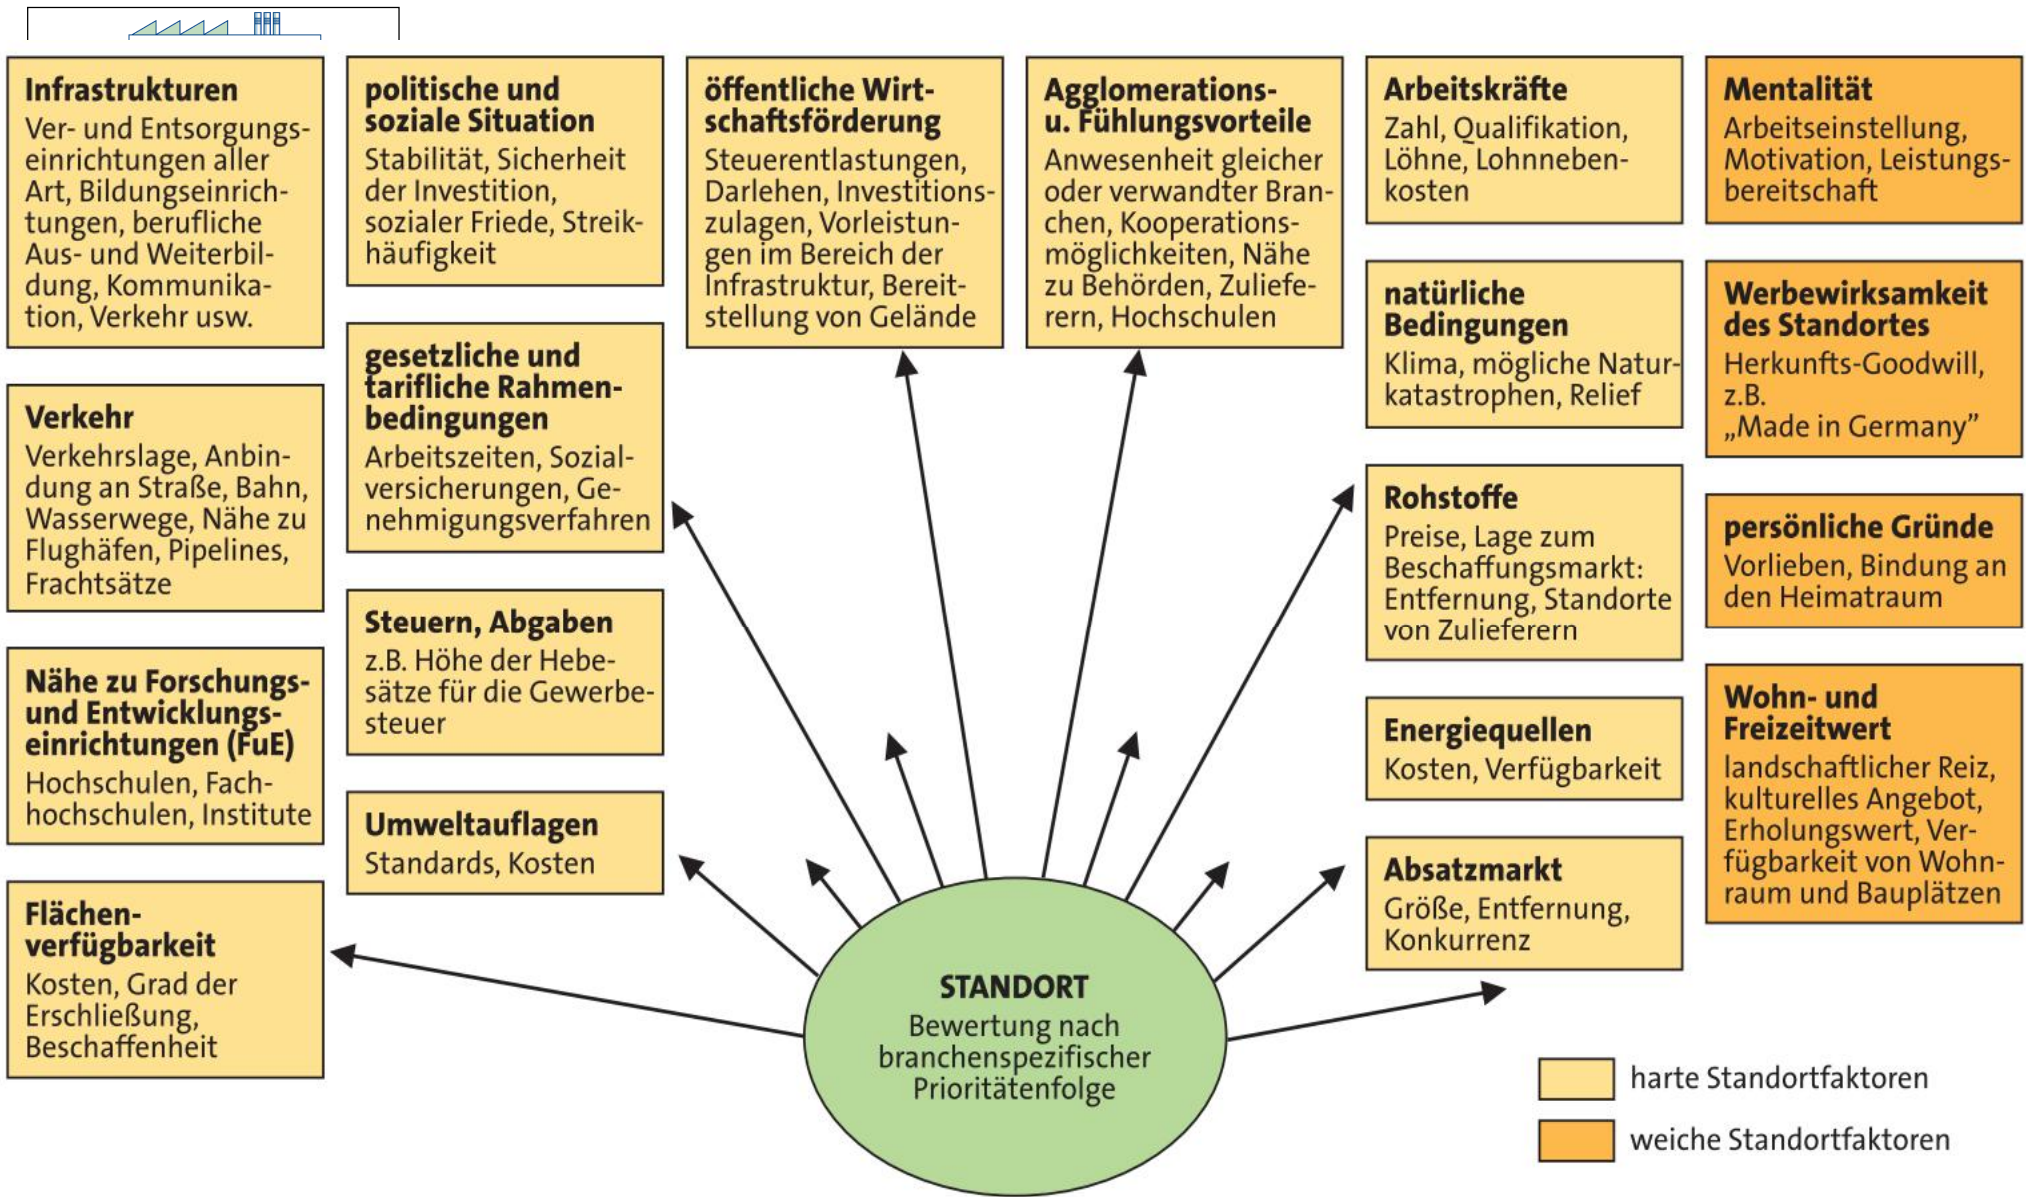 Infrastrukturen
Ver- und Entsorgungs-
einrichtungen aller
Art, Bildungseinrich-
tungen, berufliche
Aus- und Weiterbil-
dung, Kommunika-
tion, Verkehr usw.
Verkehr
Verkehrslage, Anbin-
dung an Straße, Bahn,
Wasserwege, Nähe zu
Flughäfen, Pipelines,
Frachtsätze
Nähe zu Forschungs-
und Entwicklungs-
einrichtungen (FuE)
Hochschulen, Fach-
hochschulen, Institute
Flächen-
verfügbarkeit
Kosten, Grad der
Erschließung,
Beschaffenheit
politische und
soziale Situation
Stabilität, Sicherheit
der Investition,
sozialer Friede, Streik-
häufigkeit
gesetzliche und
tarifliche Rahmen-
bedingungen
Arbeitszeiten, Sozial-
versicherungen, Ge-
nehmigungsverfahren
Steuern, Abgaben
z.B. Höhe der Hebe-
sätze für die Gewerbe-
steuer
Umweltauflagen
Standards, Kosten
öffentliche Wirt-
schaftsförderung
Steuerentlastungen,
Darlehen, Investitions-
zulagen, Vorleistun-
gen im Bereich der
Infrastruktur, Bereit-
stellung von Gelände
Agglomerations-
u. Fühlungsvorteile
Anwesenheit gleicher
oder verwandter Bran-
chen, Kooperations-
möglichkeiten, Nähe
zu Behörden, Zuliefe-
rern, Hochschulen
Arbeitskräfte
Zahl, Qualifikation,
Löhne, Lohnneben-
kosten
natürliche
Bedingungen
Klima, mögliche Natur-
katastrophen, Relief
Rohstoffe
Preise, Lage zum
Beschaffungsmarkt:
Entfernung, Standorte
von Zulieferern
Energiequellen
Kosten, Verfügbarkeit
Absatzmarkt
Größe, Entfernung,
Konkurrenz
Mentalität
Arbeitseinstellung,
Motivation, Leistungs-
bereitschaft
Werbewirksamkeit
des Standortes
Herkunfts-Goodwill,
z.B.
„Made in Germany”
persönliche Gründe
Vorlieben, Bindung an
den Heimatraum
Wohn- und
Freizeitwert
landschaftlicher Reiz,
kulturelles Angebot,
Erholungswert, Ver-
fügbarkeit von Wohn-
raum und Bauplätzen
STANDORT
Bewertung nach
branchenspezifischer
Prioritätenfolge
harte Standortfaktoren
weiche Standortfaktoren